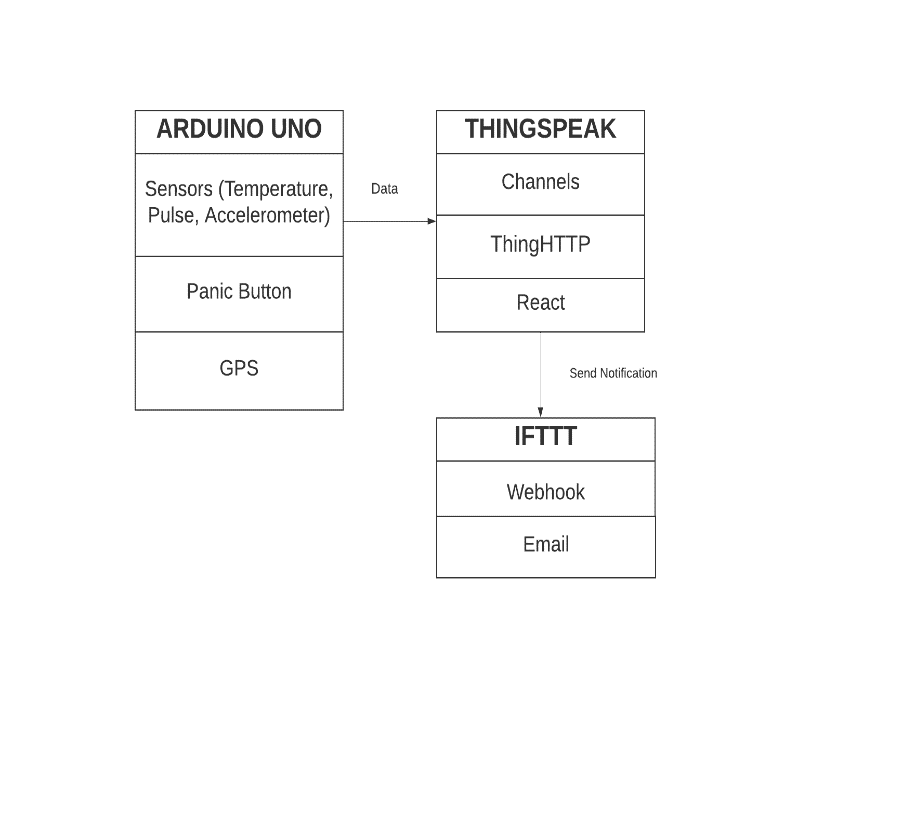 ARDUINO UNO
Sensors (Temperature,
Pulse, Accelerometer)
Panic Button
GPS
Data
THINGSPEAK
Channels
ThingHTTP
React
Send Notification
IFTTT
Webhook
Email